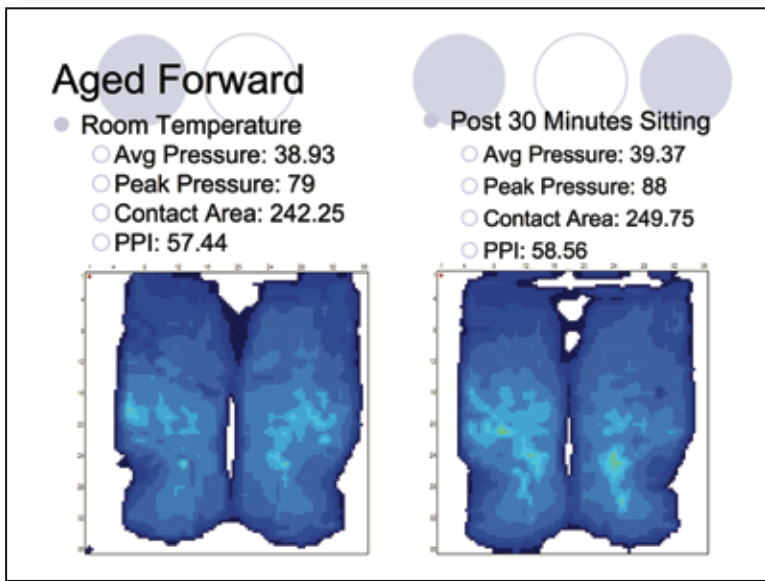 Aged Forward
Room Temperature
Avg Pressure: 38.93
Peak Pressure: 79
Contact Area: 242.25
PPI: 57.44
Post 30 Minutes Sitting
Avg Pressure: 39.37
Peak Pressure: 88
Contact Area: 249.75
PPI: 58.56